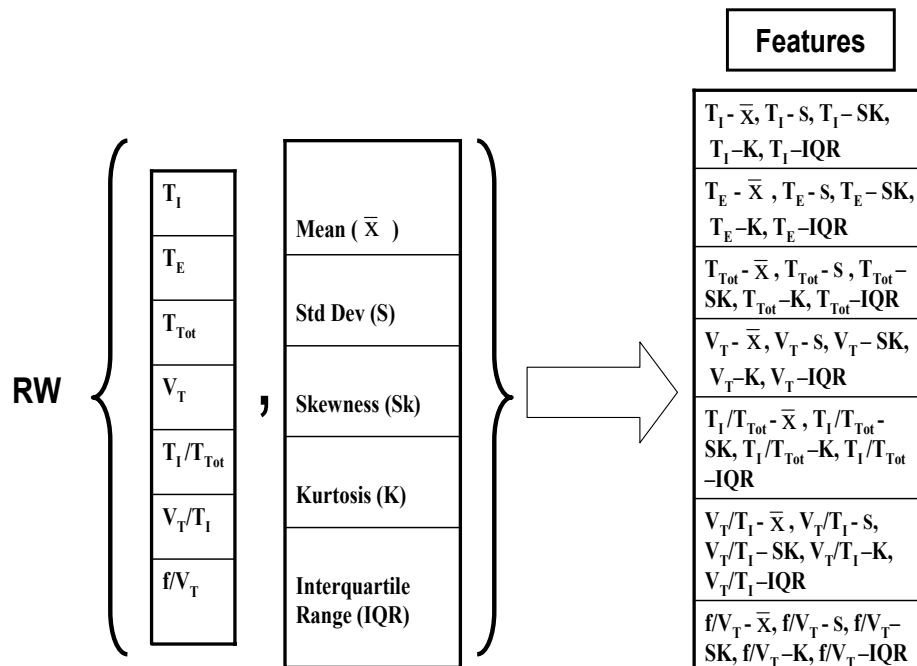 Features
RW
{
T_I
T_E
T_Tot
V_T
T_I/T_Tot
V_T/T_I
f/V_T
,
Mean ( x̄ )
Std Dev (S)
Skewness (Sk)
Kurtosis (K)
Interquartile
Range (IQR)
}
T_I - x̄, T_I - s, T_I – SK,
T_I –K, T_I –IQR
T_E - x̄ , T_E - s, T_E – SK,
T_E –K, T_E –IQR
T_Tot - x̄ , T_Tot - s , T_Tot –
SK, T_Tot –K, T_Tot –IQR
V_T - x̄, V_T - s, V_T – SK,
V_T–K, V_T –IQR
T_I /T_Tot - x̄ , T_I /T_Tot -
SK, T_I /T_Tot –K, T_I /T_Tot
–IQR
V_T/T_I - x̄ , V_T/T_I - s,
V_T/T_I – SK, V_T/T_I –K,
V_T/T_I –IQR
f/V_T - x̄, f/V_T - s, f/V_T –
SK, f/V_T –K, f/V_T –IQR